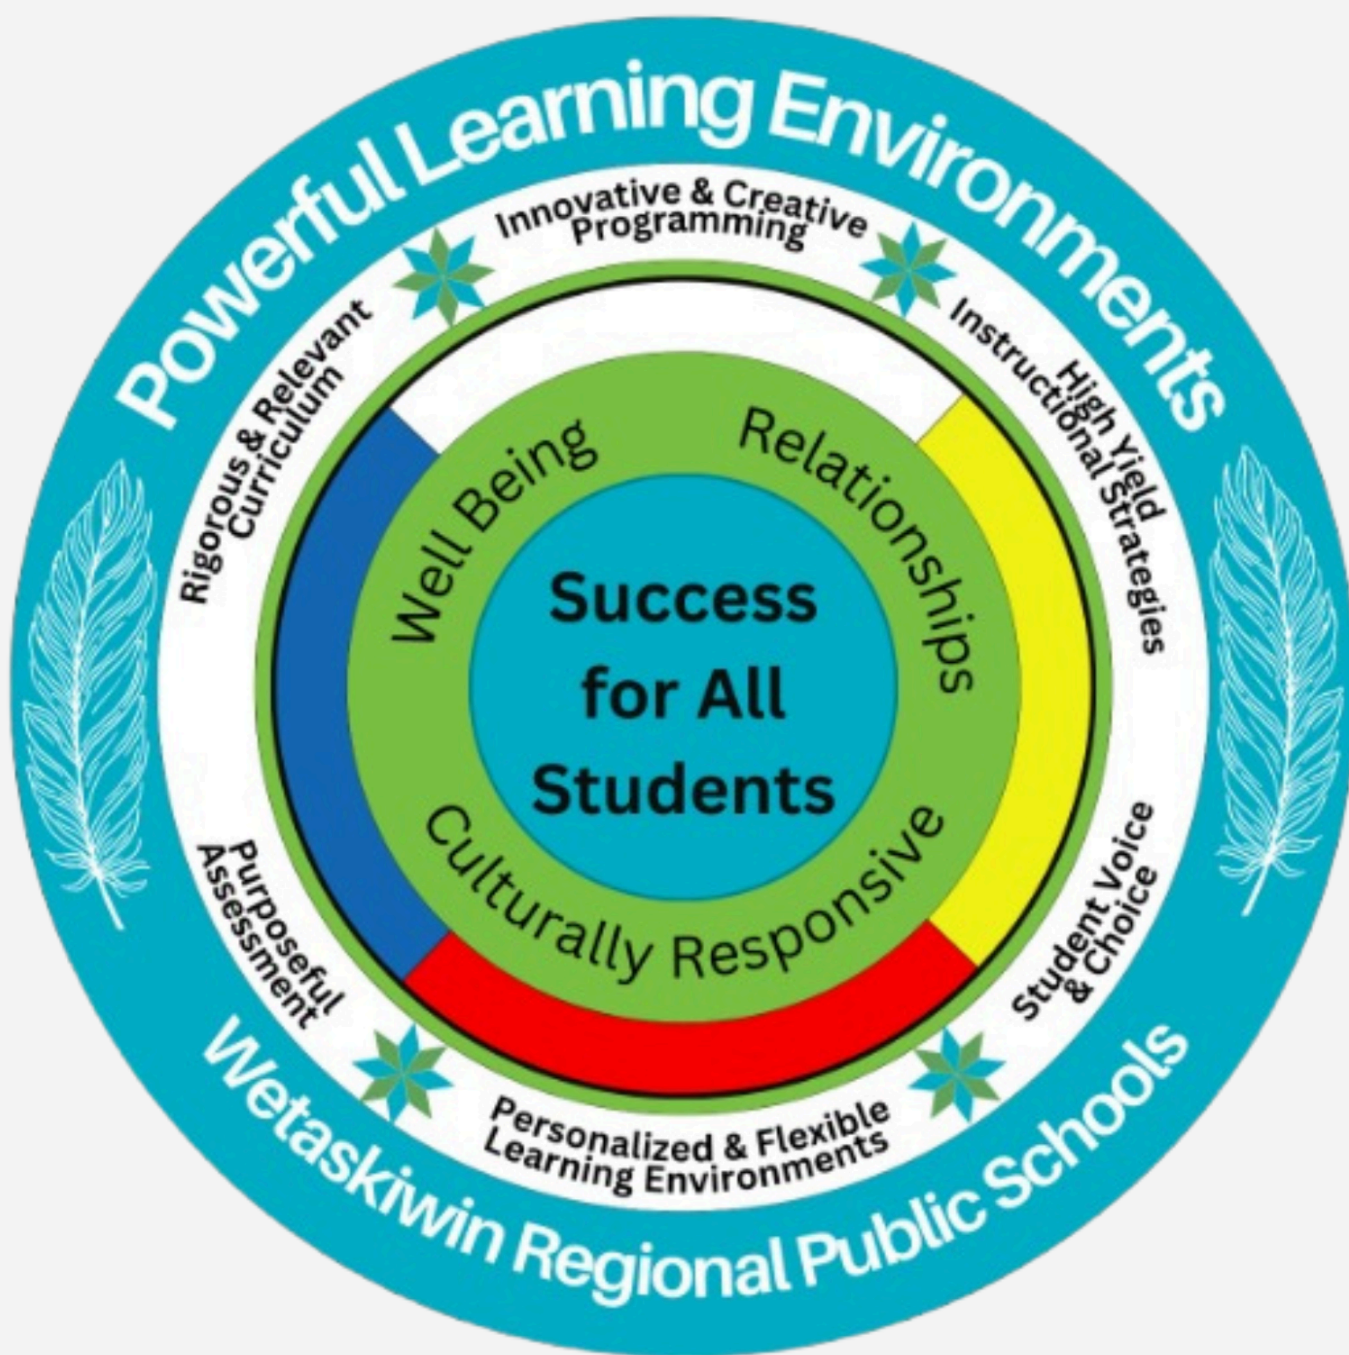 Powerful Learning Environments
Innovative & Creative
Programming
High Yield
Instructional Strategies
Student Voice
& Choice
Personalized & Flexible
Learning Environments
Purposeful
Assessment
Rigorous & Relevant
Curriculum
Well Being
Relationships
Culturally Responsive
Success
for All
Students
Wetaskiwin Regional Public Schools